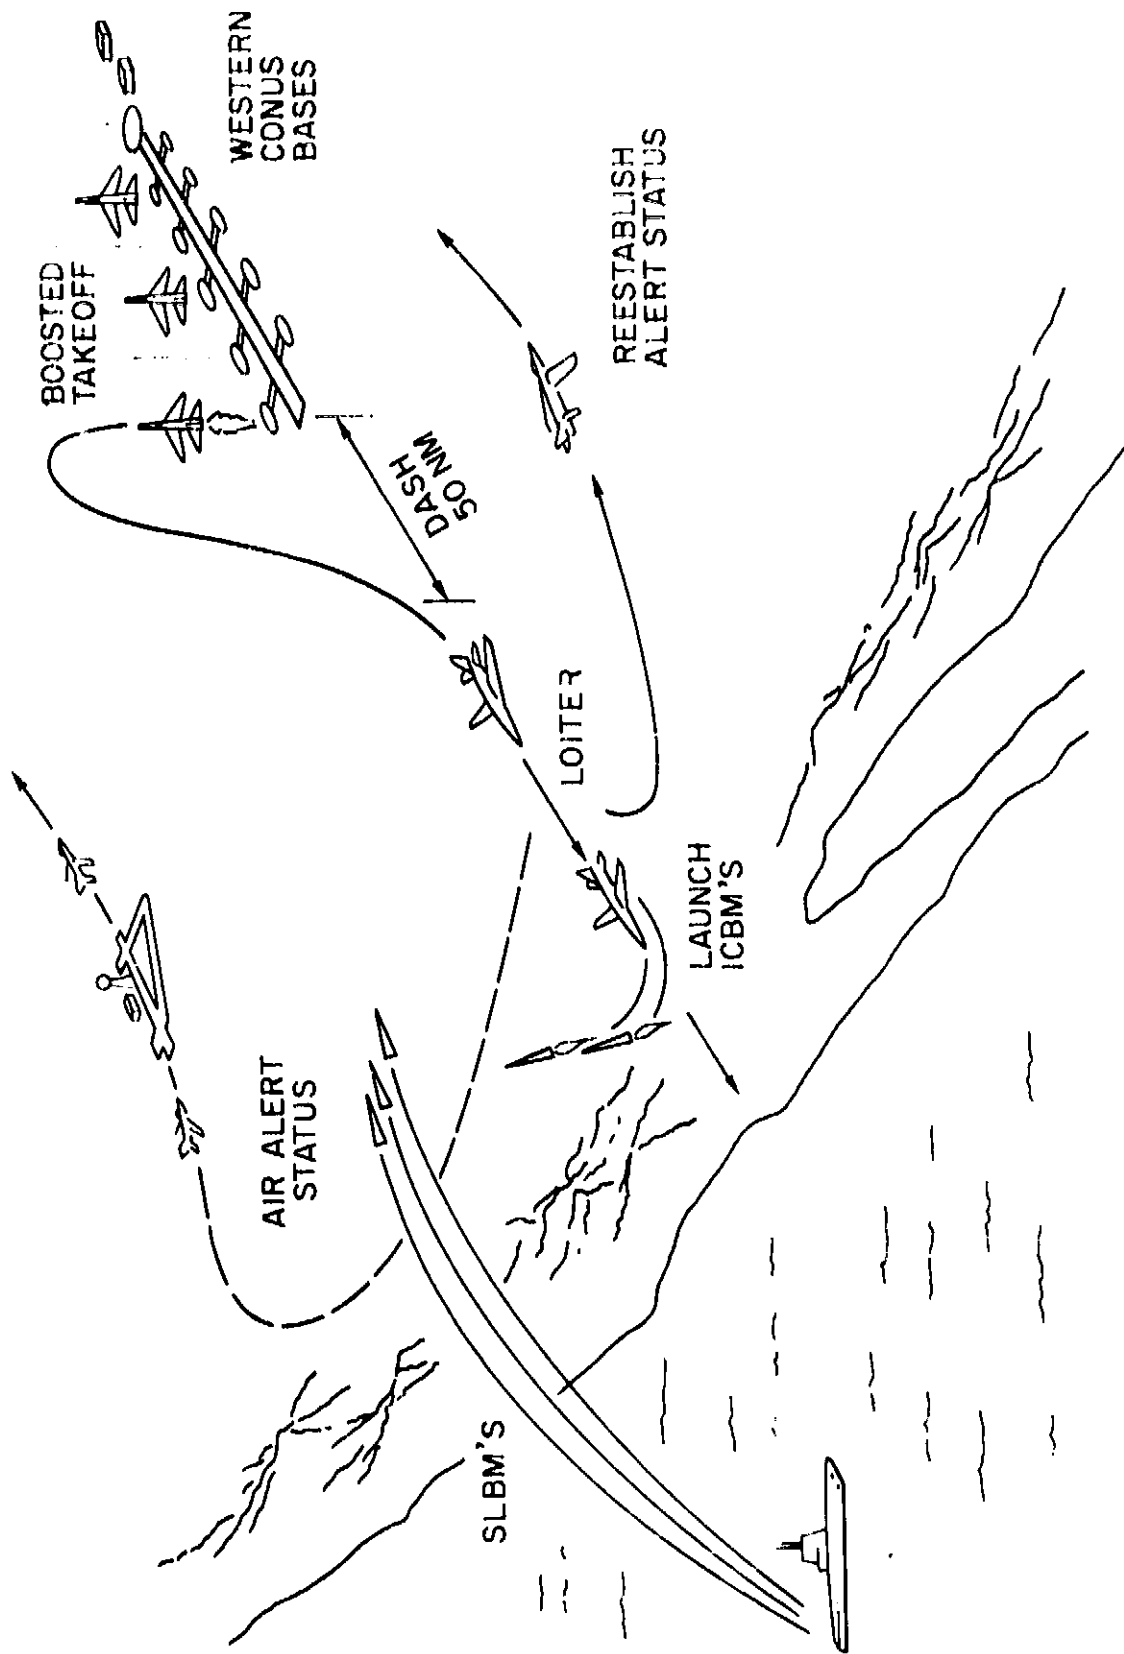 BOOSTED
TAKEOFF
WESTERN
CONUS
BASES
DASH
50 NM
REESTABLISH
ALERT STATUS
LOITER
AIR ALERT
STATUS
LAUNCH
ICBM'S
SLBM'S